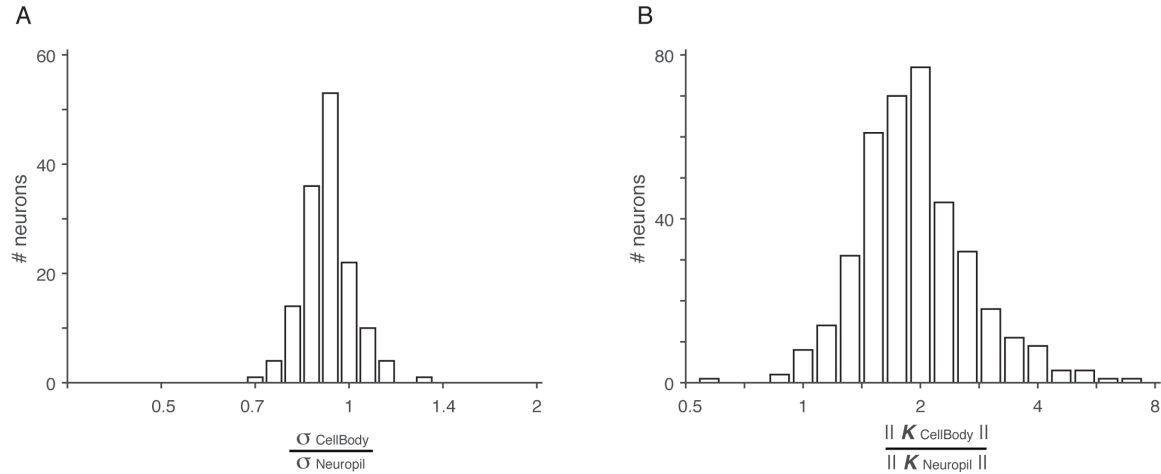 A
60
40
20
0
# neurons
0.5 0.7 1 1.4 2
σ CellBody
σ Neuropil
B
80
40
0
# neurons
0.5 1 2 4 8
|| K CellBody ||
|| K Neuropil ||